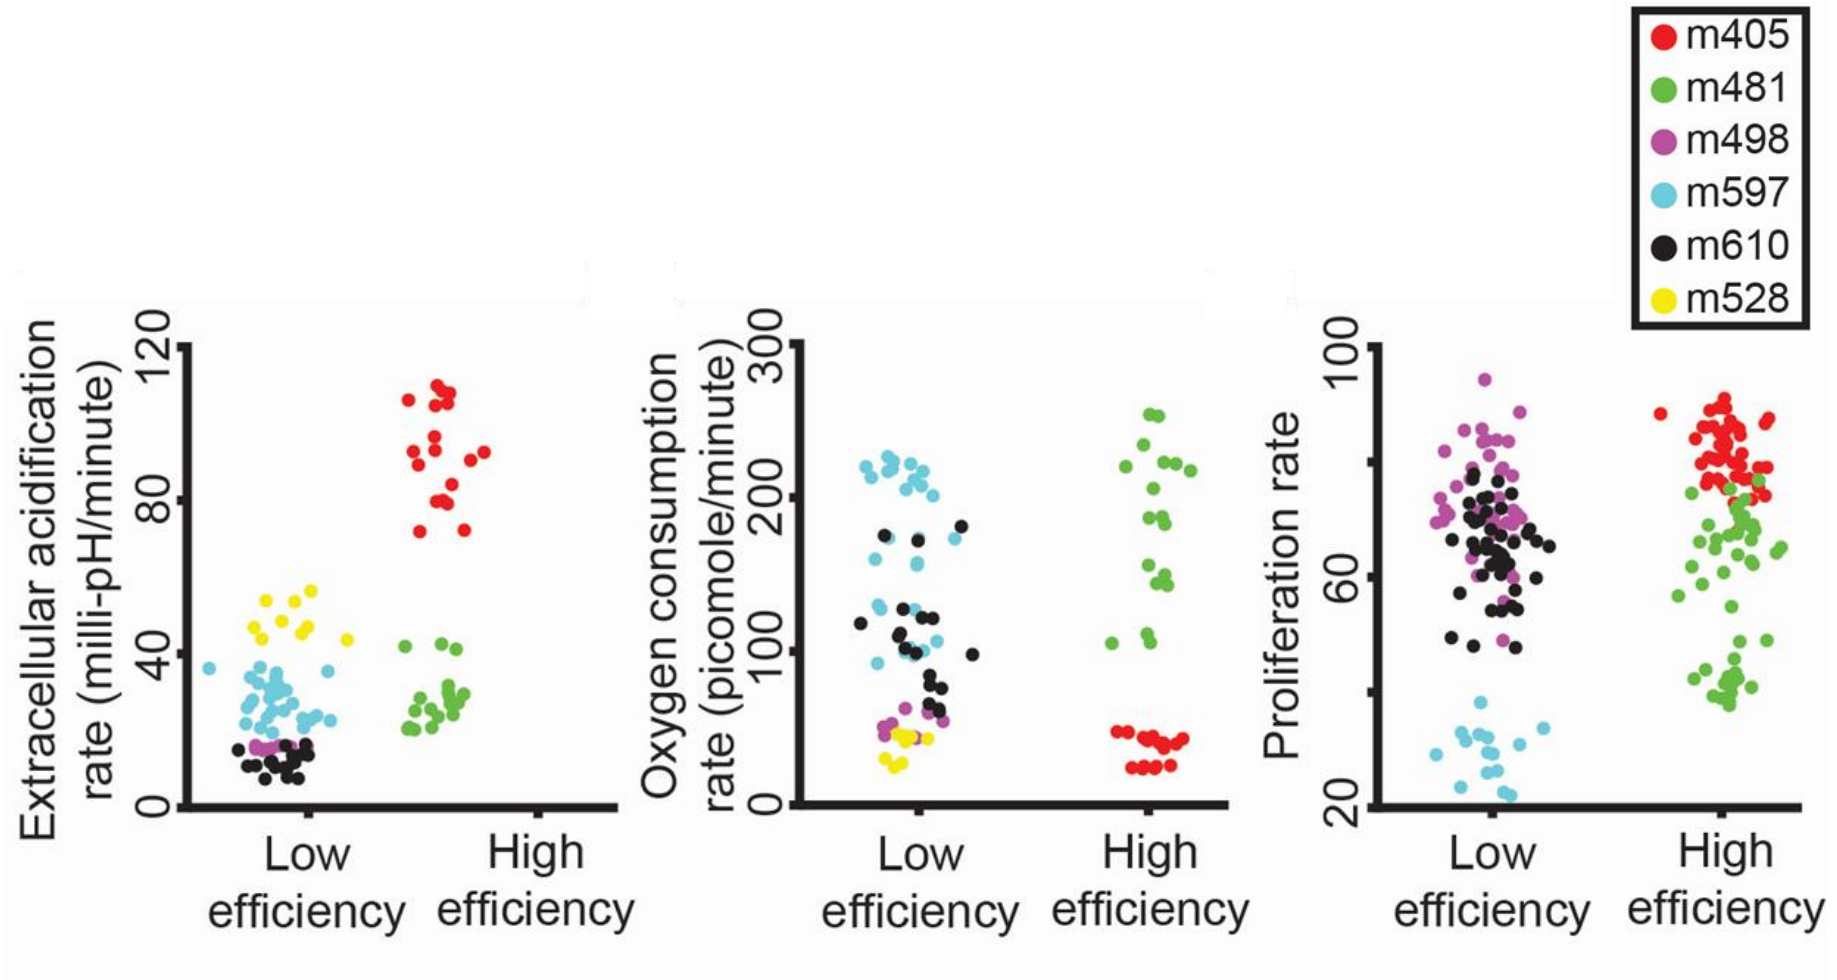 m405
m481
m498
m597
m610
m528
Extracellular acidification
rate (milli-pH/minute)
120
80
40
0
Low
efficiency
High
efficiency
Oxygen consumption
rate (picomole/minute)
300
200
100
0
Low
efficiency
High
efficiency
Proliferation rate
100
60
20
Low
efficiency
High
efficiency